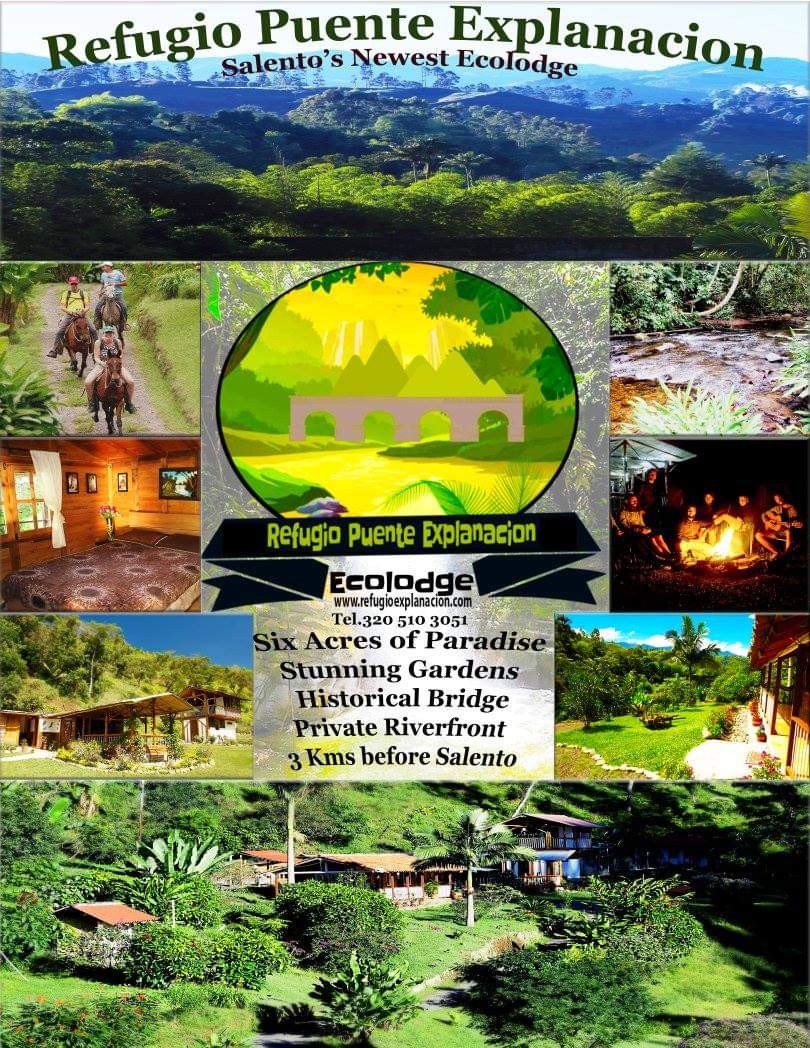 Refugio Puente Explanacion
Salento's Newest Ecolodge
Refugio Puente Explanacion
Ecolodge
www.refugioexplanacion.com
Tel.320 510 3051
Six Acres of Paradise
Stunning Gardens
Historical Bridge
Private Riverfront
3 Kms before Salento